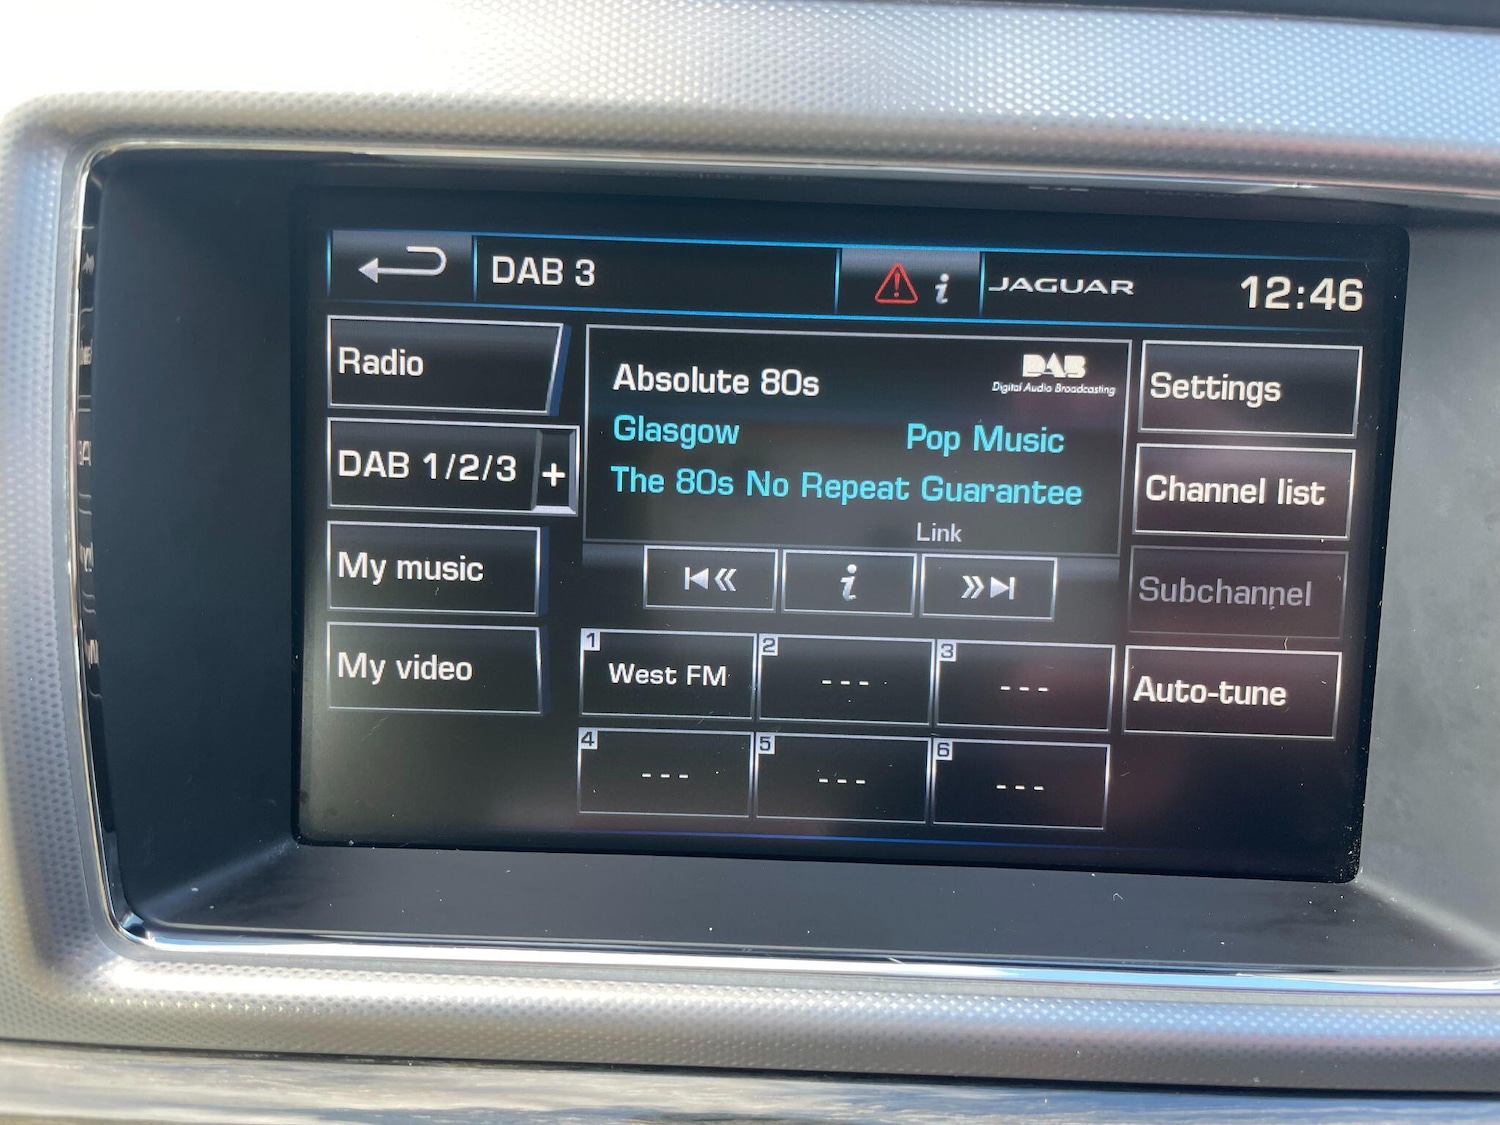 DAB 3
i
JAGUAR
12:46
Radio
DAB 1/2/3 +
My music
My video
Absolute 80s
DAB
Digital Audio Broadcasting
Glasgow
Pop Music
The 80s No Repeat Guarantee
Link
i
1
West FM
2
---
3
---
4
---
5
---
6
---
Settings
Channel list
Subchannel
Auto-tune